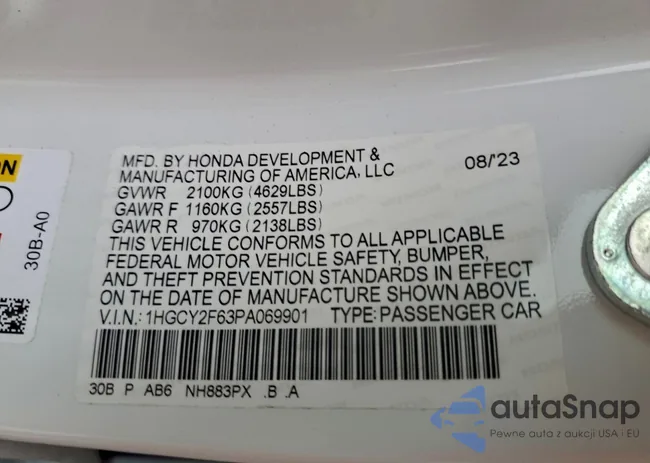 MFD. BY HONDA DEVELOPMENT &
MANUFACTURING OF AMERICA, LLC 08/'23
GVWR 2100KG (4629LBS)
GAWR F 1160KG (2557LBS)
GAWR R 970KG (2138LBS)
THIS VEHICLE CONFORMS TO ALL APPLICABLE
FEDERAL MOTOR VEHICLE SAFETY, BUMPER,
AND THEFT PREVENTION STANDARDS IN EFFECT
ON THE DATE OF MANUFACTURE SHOWN ABOVE.
V.I.N.: 1HGCY2F63PA069901 TYPE: PASSENGER CAR
30B P AB6 NH883PX .B .A
ON
30B-A0
autaSnap
Pewne auta z aukcji USA i EU